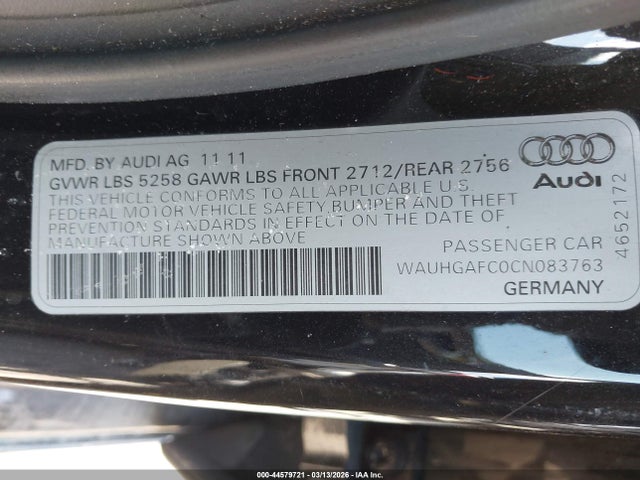 MFD. BY AUDI AG 11 11
GVWR LBS 5258 GAWR LBS FRONT 2712/REAR 2756
THIS VEHICLE CONFORMS TO ALL APPLICABLE U.S.
FEDERAL MOTOR VEHICLE SAFETY BUMPER AND THEFT
PREVENTION STANDARDS IN EFFECT ON THE DATE OF
MANUFACTURE SHOWN ABOVE
Audi
4652172
PASSENGER CAR
WAUHGAFC0CN083763
GERMANY
000-44579721 - 03/13/2026 - IAA Inc.